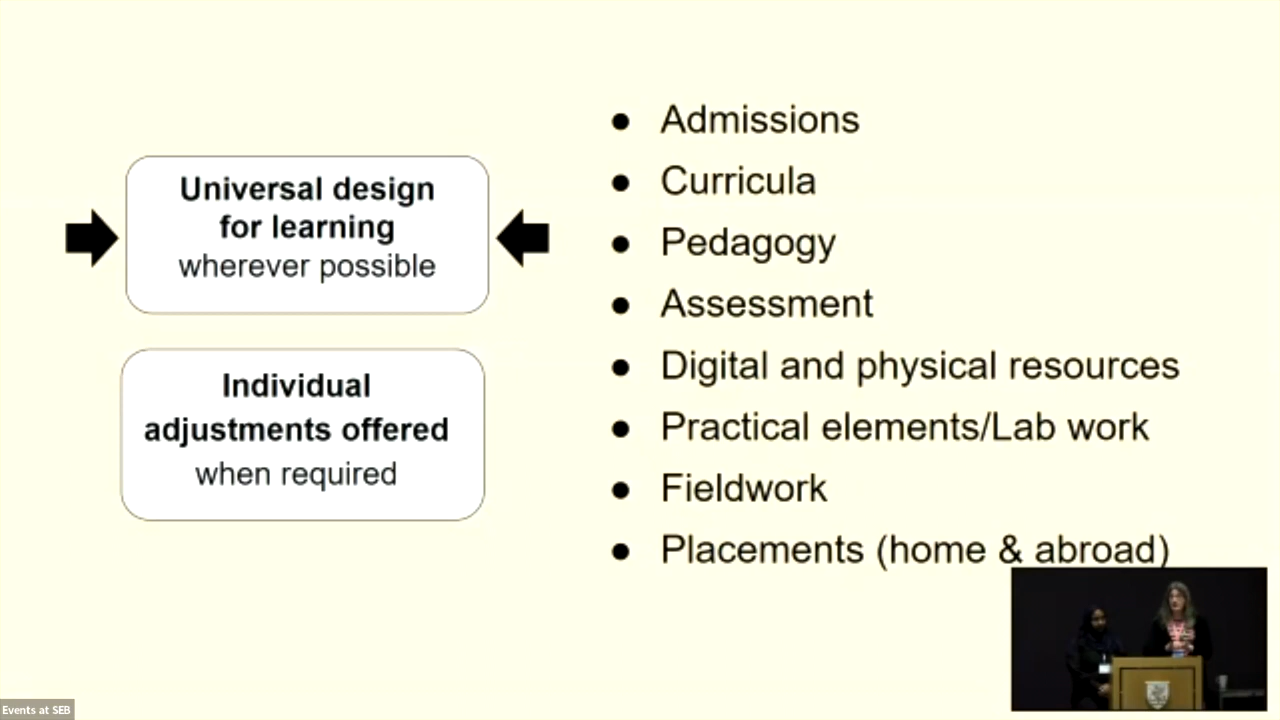 Universal design
for learning
wherever possible
Individual
adjustments offered
when required
● Admissions
● Curricula
● Pedagogy
● Assessment
● Digital and physical resources
● Practical elements/Lab work
● Fieldwork
● Placements (home & abroad)
Events at SEB